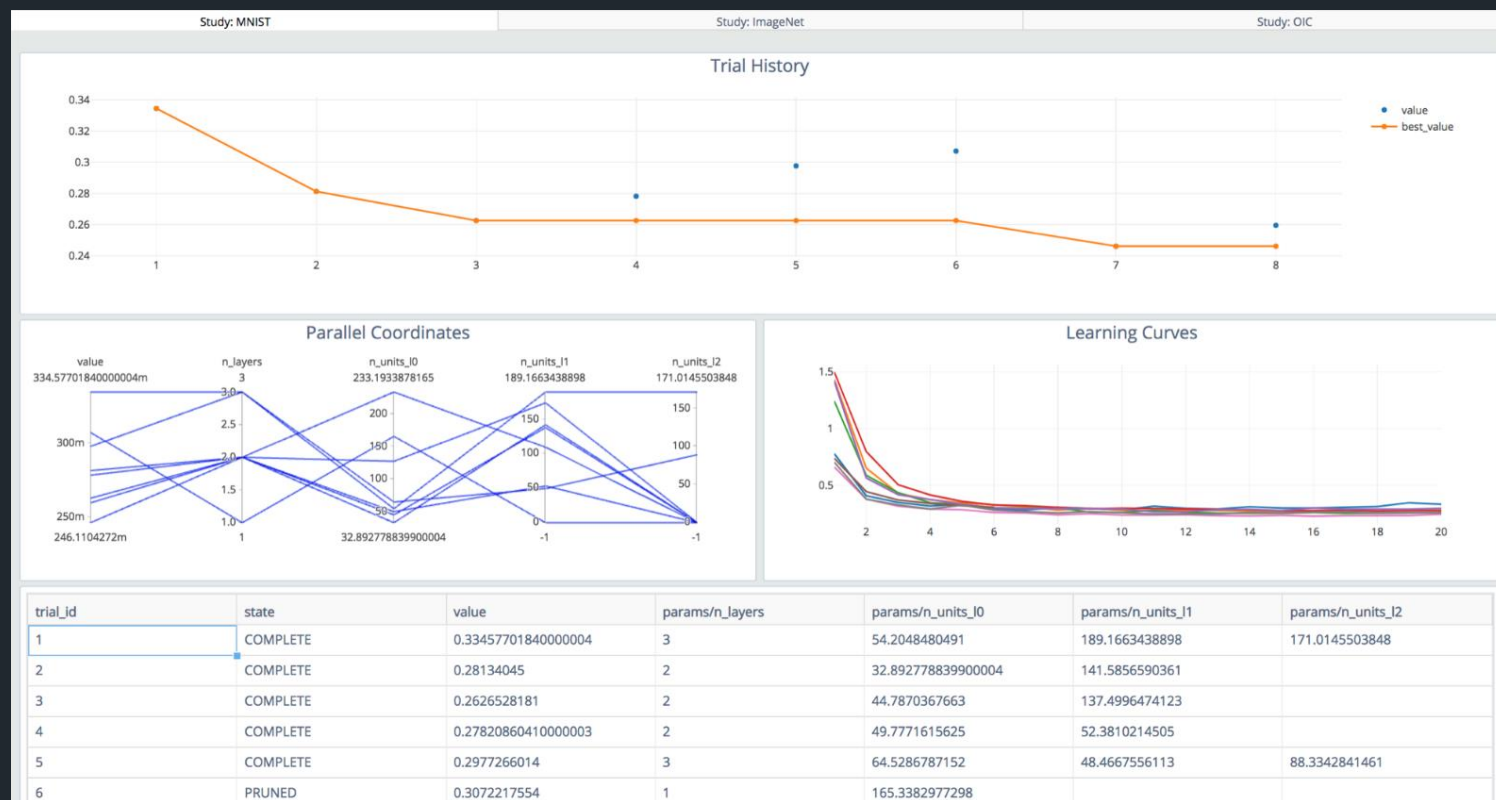 Study: MNIST Study: ImageNet Study: OIC
Trial History
0.34
0.32
0.3
0.28
0.26
0.24
1 2 3 4 5 6 7 8
value
best_value
Parallel Coordinates
value n_layers n_units_l0 n_units_l1 n_units_l2
334.57701840000004m 3 233.1933878165 189.1663438898 171.0145503848
300m
250m
3.0
2.5
2.0
1.5
1.0
200
150
100
50
150
100
50
0
150
100
50
0
246.1104272m 1 32.892778839900004 -1 -1
Learning Curves
1.5
1
0.5
2 4 6 8 10 12 14 16 18 20
trial_id state value params/n_layers params/n_units_l0 params/n_units_l1 params/n_units_l2
1 COMPLETE 0.33457701840000004 3 54.2048480491 189.1663438898 171.0145503848
2 COMPLETE 0.28134045 2 32.892778839900004 141.5856590361
3 COMPLETE 0.2626528181 2 44.7870367663 137.4996474123
4 COMPLETE 0.27820860410000003 2 49.7771615625 52.3810214505
5 COMPLETE 0.2977266014 3 64.5286787152 48.4667556113 88.3342841461
6 PRUNED 0.3072217554 1 165.3382977298